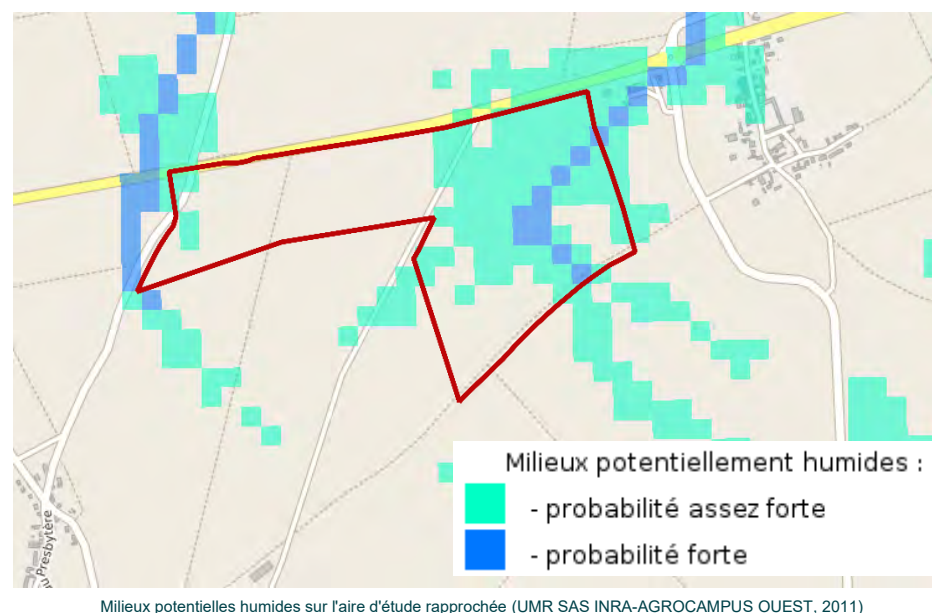 Milieux potentiellement humides :
- probabilité assez forte
- probabilité forte
u Presbytère
Milieux potentielles humides sur l'aire d'étude rapprochée (UMR SAS INRA-AGROCAMPUS OUEST, 2011)